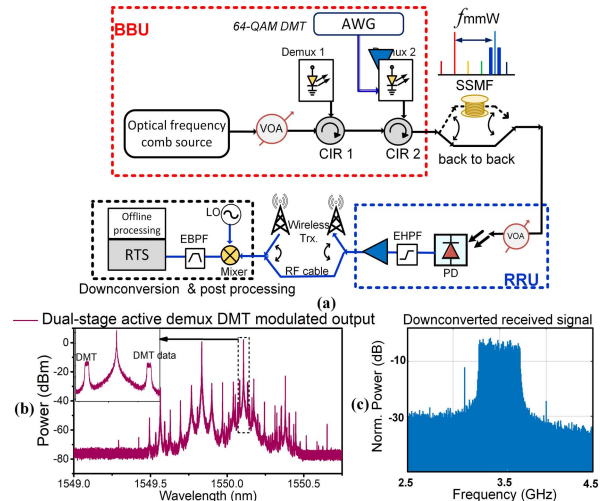 BBU
64-QAM DMT
AWG
Demux 1
ux 2
Optical frequency
comb source
VOA
CIR 1
CIR 2
fmmW
SSMF
back to back
Offline
processing
RTS
EBPF
LO
Mixer
Wireless
Trx.
RF cable
EHPF
PD
VOA
RRU
Downconversion & post processing
(a)
Dual-stage active demux DMT modulated output
DMT
DMT data
(b)
Power (dBm)
0
-20
-40
-60
-80
1549.0
1549.5
1550.0
1550.5
Wavelength (nm)
Downconverted received signal
(c)
Norm. Power (dB)
-10
-30
-50
2.5
3.5
4.5
Frequency (GHz)